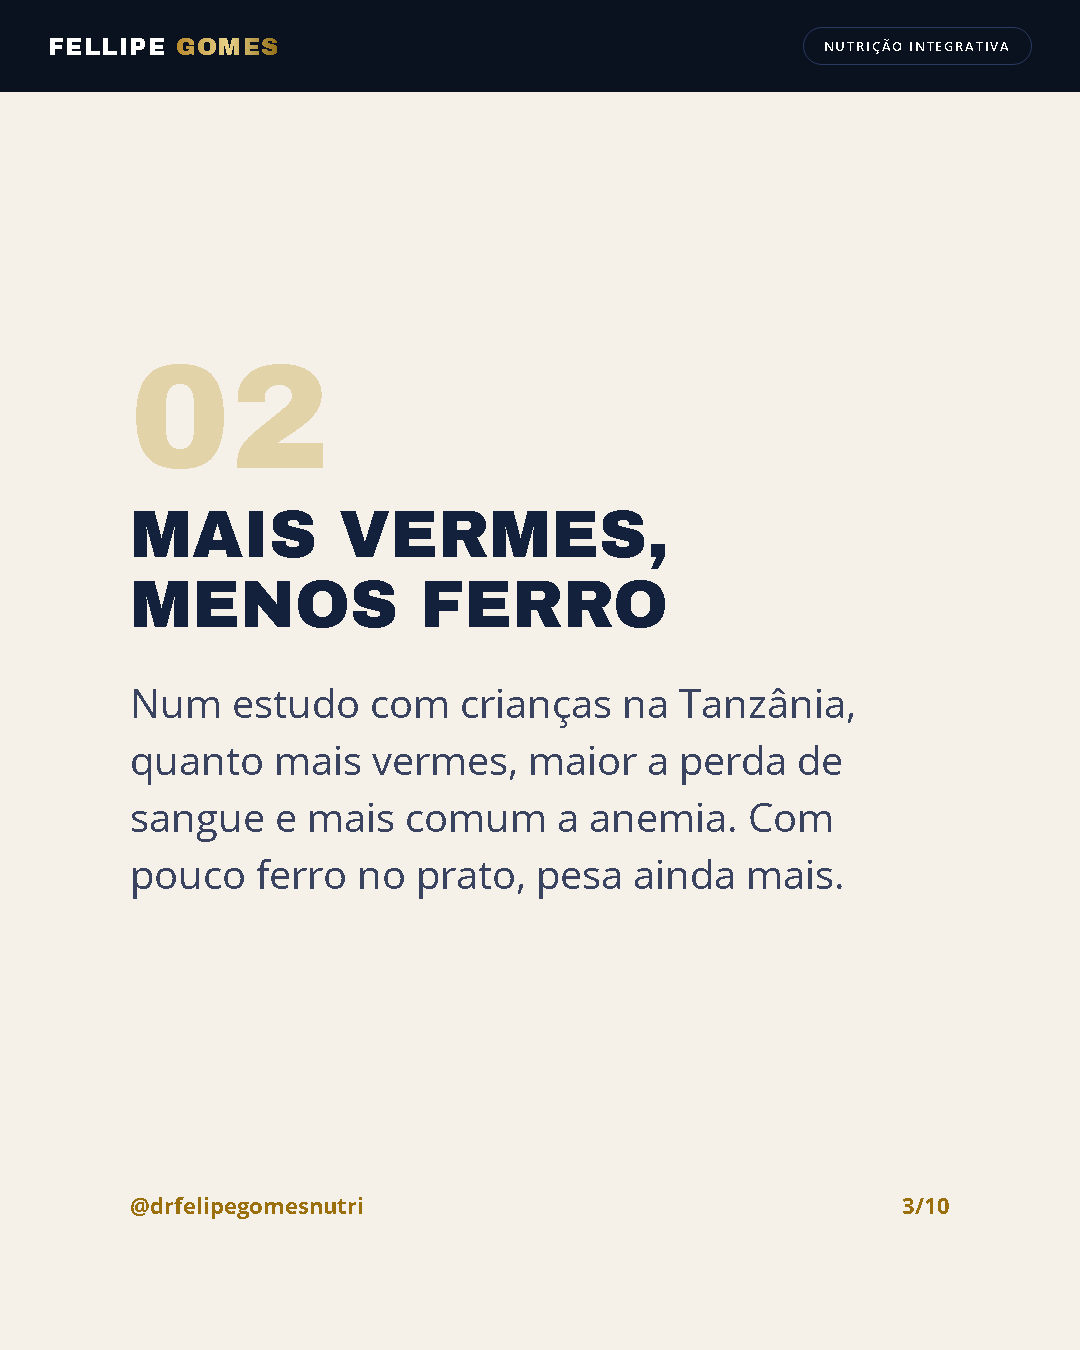 FELLIPE GOMES
NUTRIÇÃO INTEGRATIVA
02
MAIS VERMES,
MENOS FERRO
Num estudo com crianças na Tanzânia,
quanto mais vermes, maior a perda de
sangue e mais comum a anemia. Com
pouco ferro no prato, pesa ainda mais.
@drfelipegomesnutri
3/10